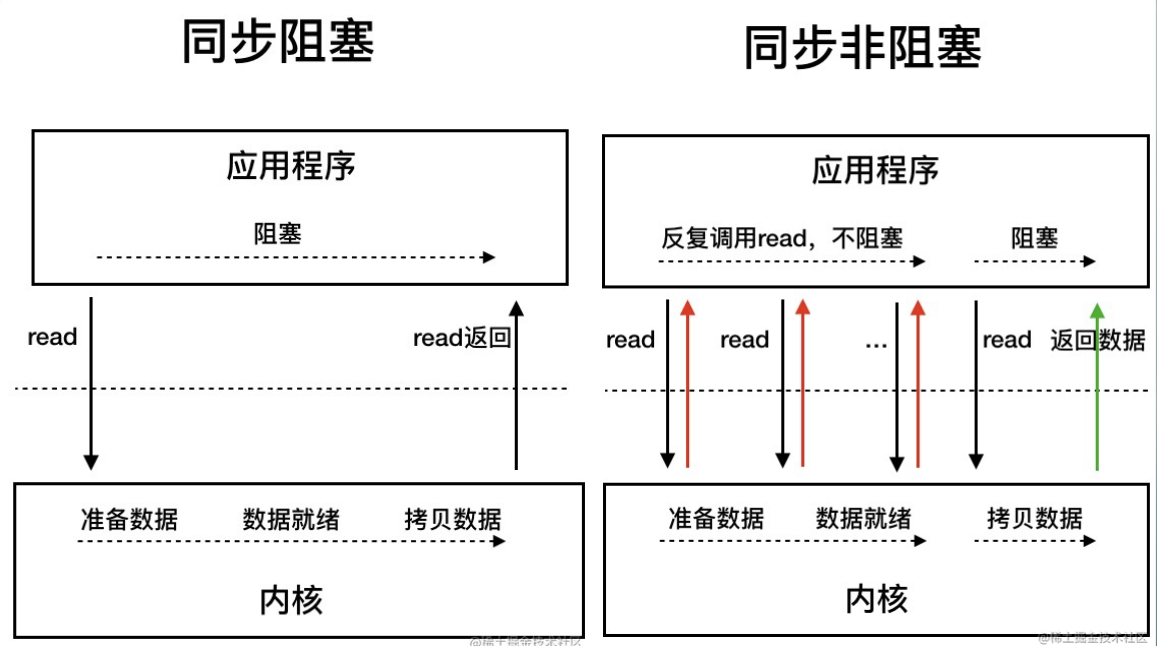 同步阻塞
应用程序
阻塞
read
read返回
准备数据 数据就绪 拷贝数据
内核
@稀土掘金技术社区
同步非阻塞
应用程序
反复调用read，不阻塞 阻塞
read read ... read 返回数据
准备数据 数据就绪 拷贝数据
内核
@稀土掘金技术社区